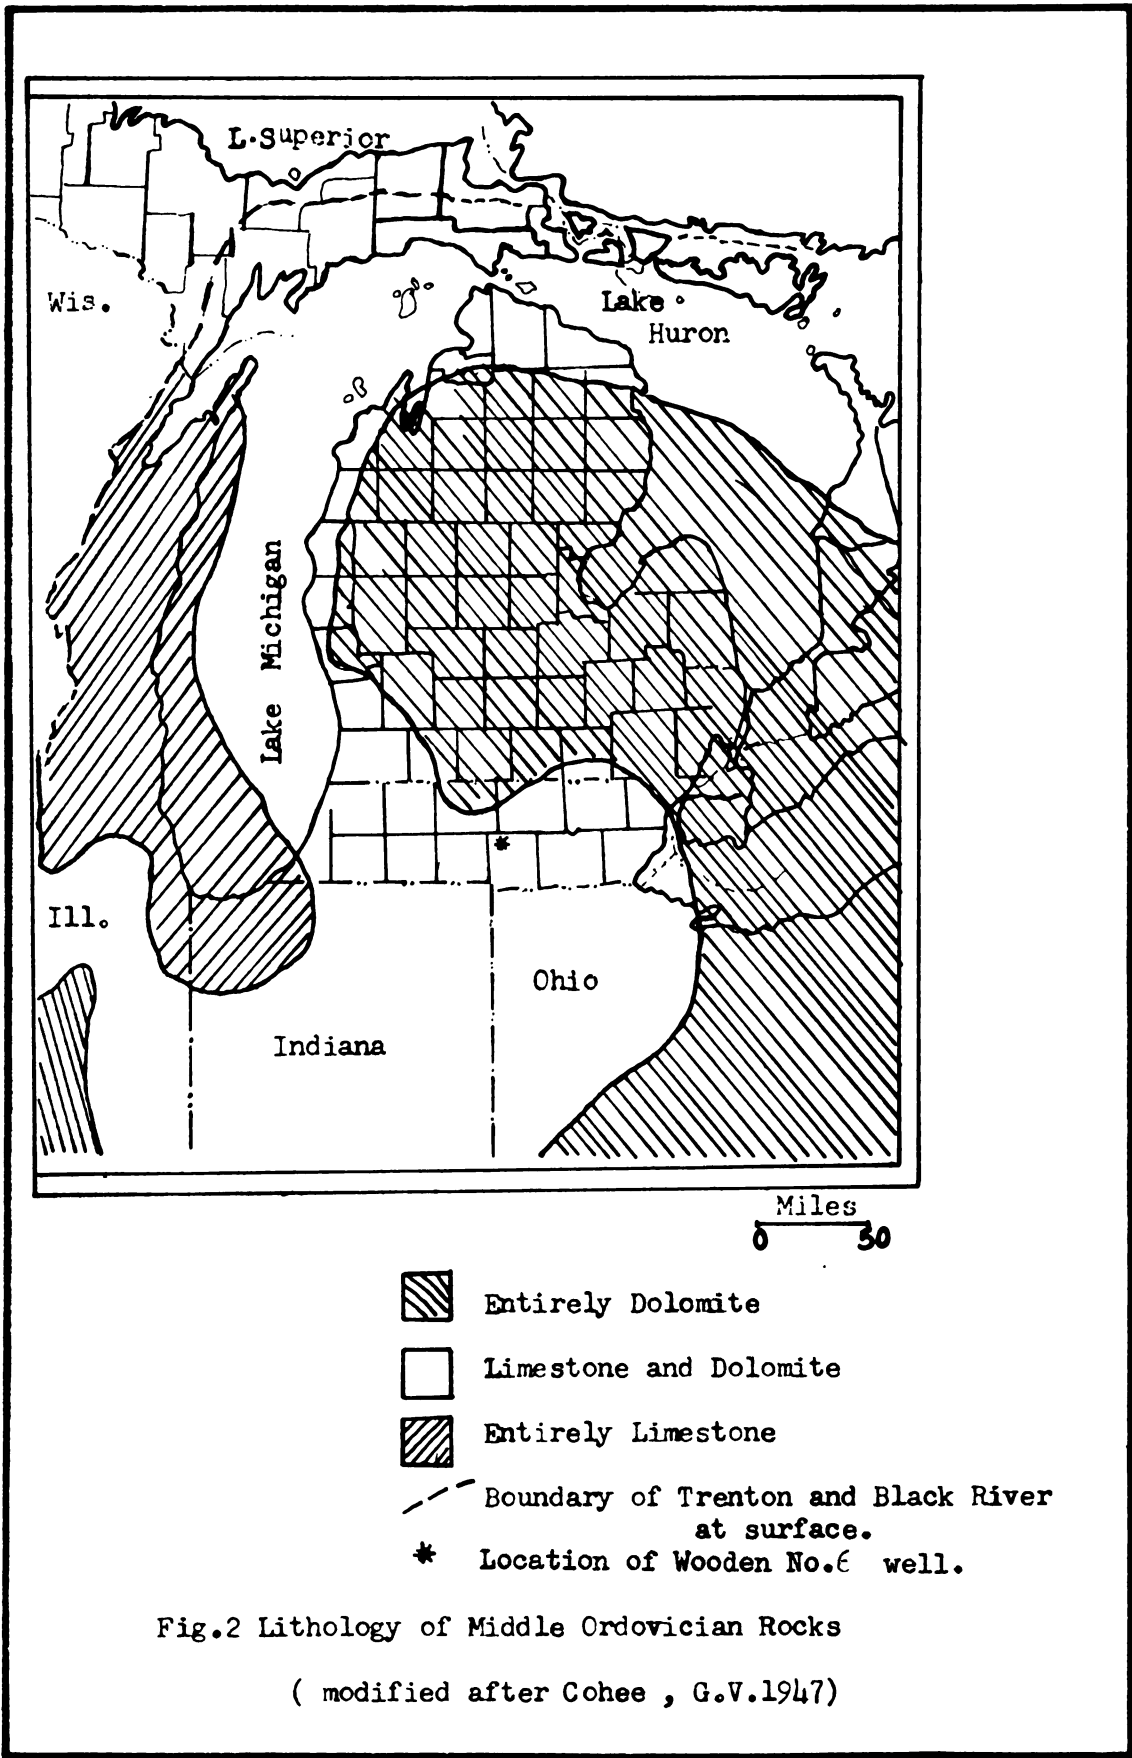 L.Superior
Wis.
Lake
Huron
Lake Michigan
Ill.
Ohio
Indiana
Miles
0 50
Entirely Dolomite
Limestone and Dolomite
Entirely Limestone
Boundary of Trenton and Black River
at surface.
* Location of Wooden No.6 well.
Fig.2 Lithology of Middle Ordovician Rocks
( modified after Cohee , G.V.1947)